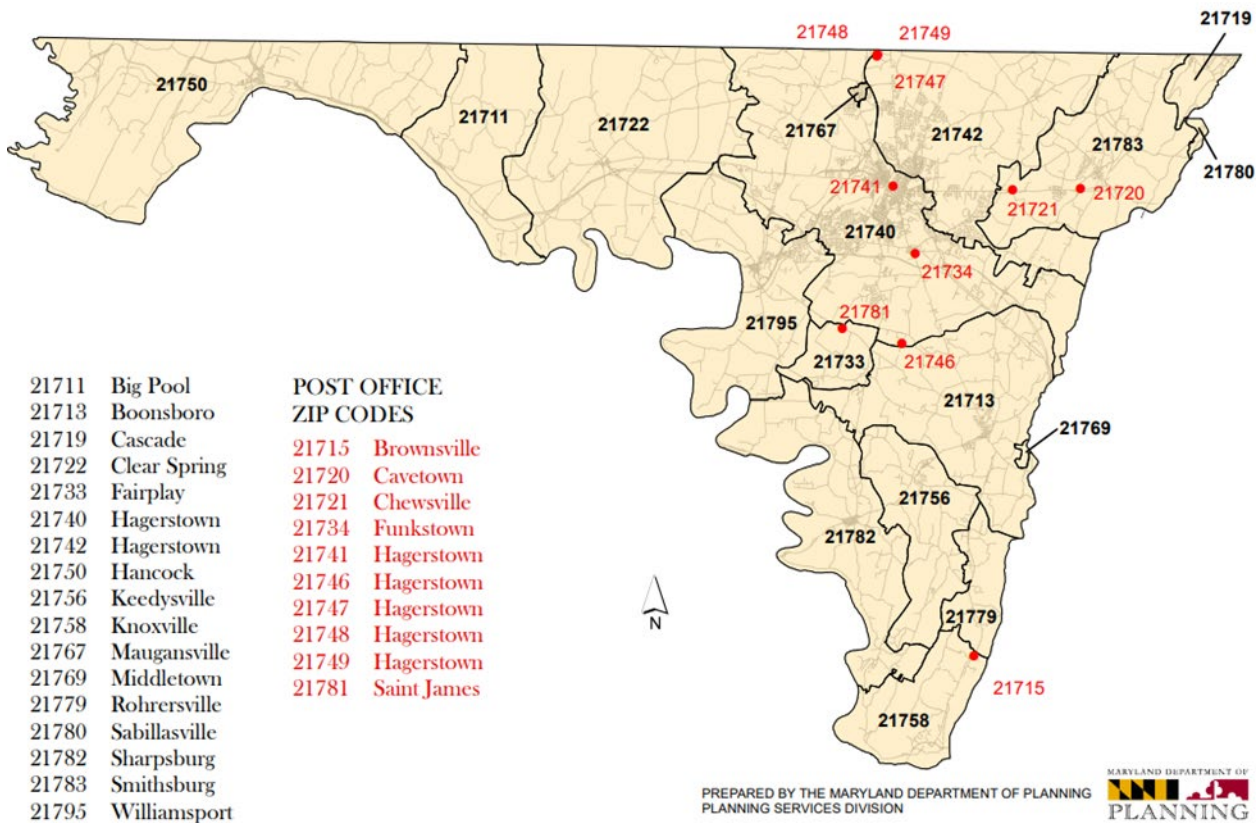 21719
21748
21749
21750
21747
21711
21722
21767
21742
21783
21780
21741
21721
21720
21740
21734
21781
21795
21733
21746
21713
21769
21756
21782
21779
21715
21758
21711 Big Pool
21713 Boonsboro
21719 Cascade
21722 Clear Spring
21733 Fairplay
21740 Hagerstown
21742 Hagerstown
21750 Hancock
21756 Keedysville
21758 Knoxville
21767 Maugansville
21769 Middletown
21779 Rohrersville
21780 Sabillasville
21782 Sharpsburg
21783 Smithsburg
21795 Williamsport
POST OFFICE
ZIP CODES
21715 Brownsville
21720 Cavetown
21721 Chewsville
21734 Funkstown
21741 Hagerstown
21746 Hagerstown
21747 Hagerstown
21748 Hagerstown
21749 Hagerstown
21781 Saint James
N
PREPARED BY THE MARYLAND DEPARTMENT OF PLANNING
PLANNING SERVICES DIVISION
MARYLAND DEPARTMENT OF
PLANNING